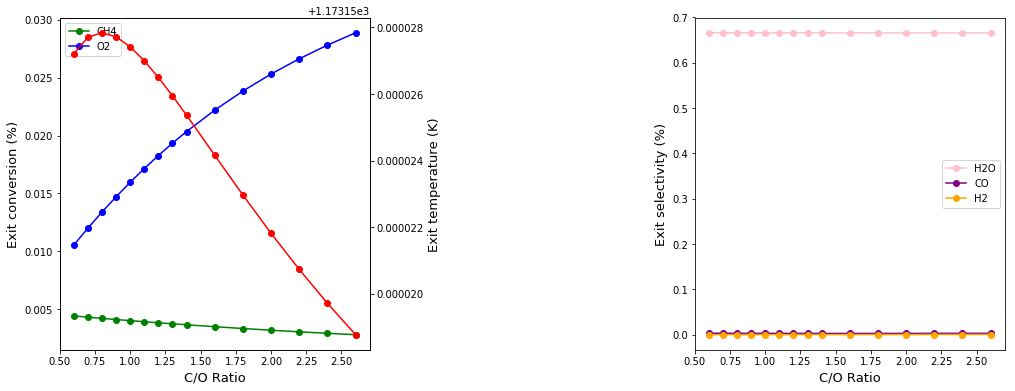 +1.17315e3
0.030
0.025
0.020
0.015
0.010
0.005
Exit conversion (%)
CH4
O2
0.000028
0.000026
0.000024
0.000022
0.000020
Exit temperature (K)
0.50 0.75 1.00 1.25 1.50 1.75 2.00 2.25 2.50
C/O Ratio
0.7
0.6
0.5
0.4
0.3
0.2
0.1
0.0
Exit selectivity (%)
H2O
CO
H2
0.50 0.75 1.00 1.25 1.50 1.75 2.00 2.25 2.50
C/O Ratio